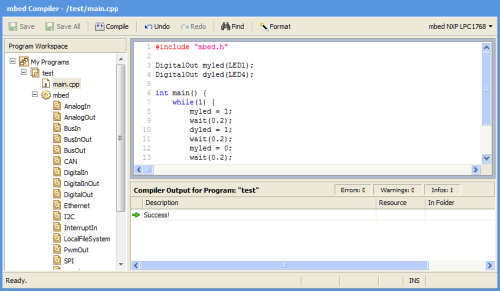 mbed Compiler - /test/main.cpp
Save Save All Compile Undo Redo Find Format mbed NXP LPC1768
Program Workspace
My Programs
test
main.cpp
mbed
AnalogIn
AnalogOut
BusIn
BusInOut
BusOut
CAN
DigitalIn
DigitalInOut
DigitalOut
Ethernet
I2C
InterruptIn
LocalFileSystem
PwmOut
SPI
1 #include "mbed.h"
2
3 DigitalOut myled(LED1);
4 DigitalOut dyled(LED4);
5
6 int main() {
7 while(1) {
8 myled = 1;
9 wait(0.2);
10 dyled = 1;
11 wait(0.2);
12 myled = 0;
13 wait(0.2);
Compiler Output for Program: "test" Errors: 0 Warnings: 0 Infos: 1
Description Resource In Folder
Success!
Ready. INS